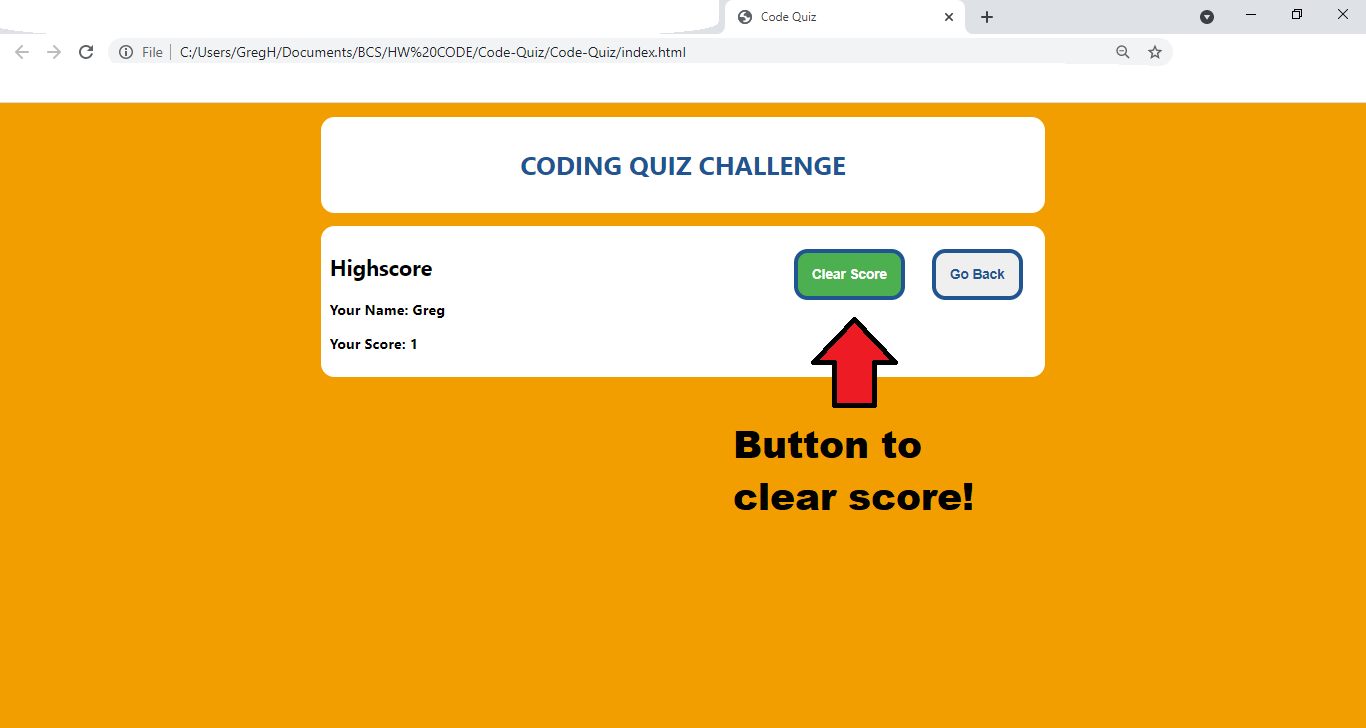 Code Quiz
File C:/Users/GregH/Documents/BCS/HW%20CODE/Code-Quiz/Code-Quiz/index.html
CODING QUIZ CHALLENGE
Highscore
Clear Score
Go Back
Your Name: Greg
Your Score: 1
Button to
clear score!